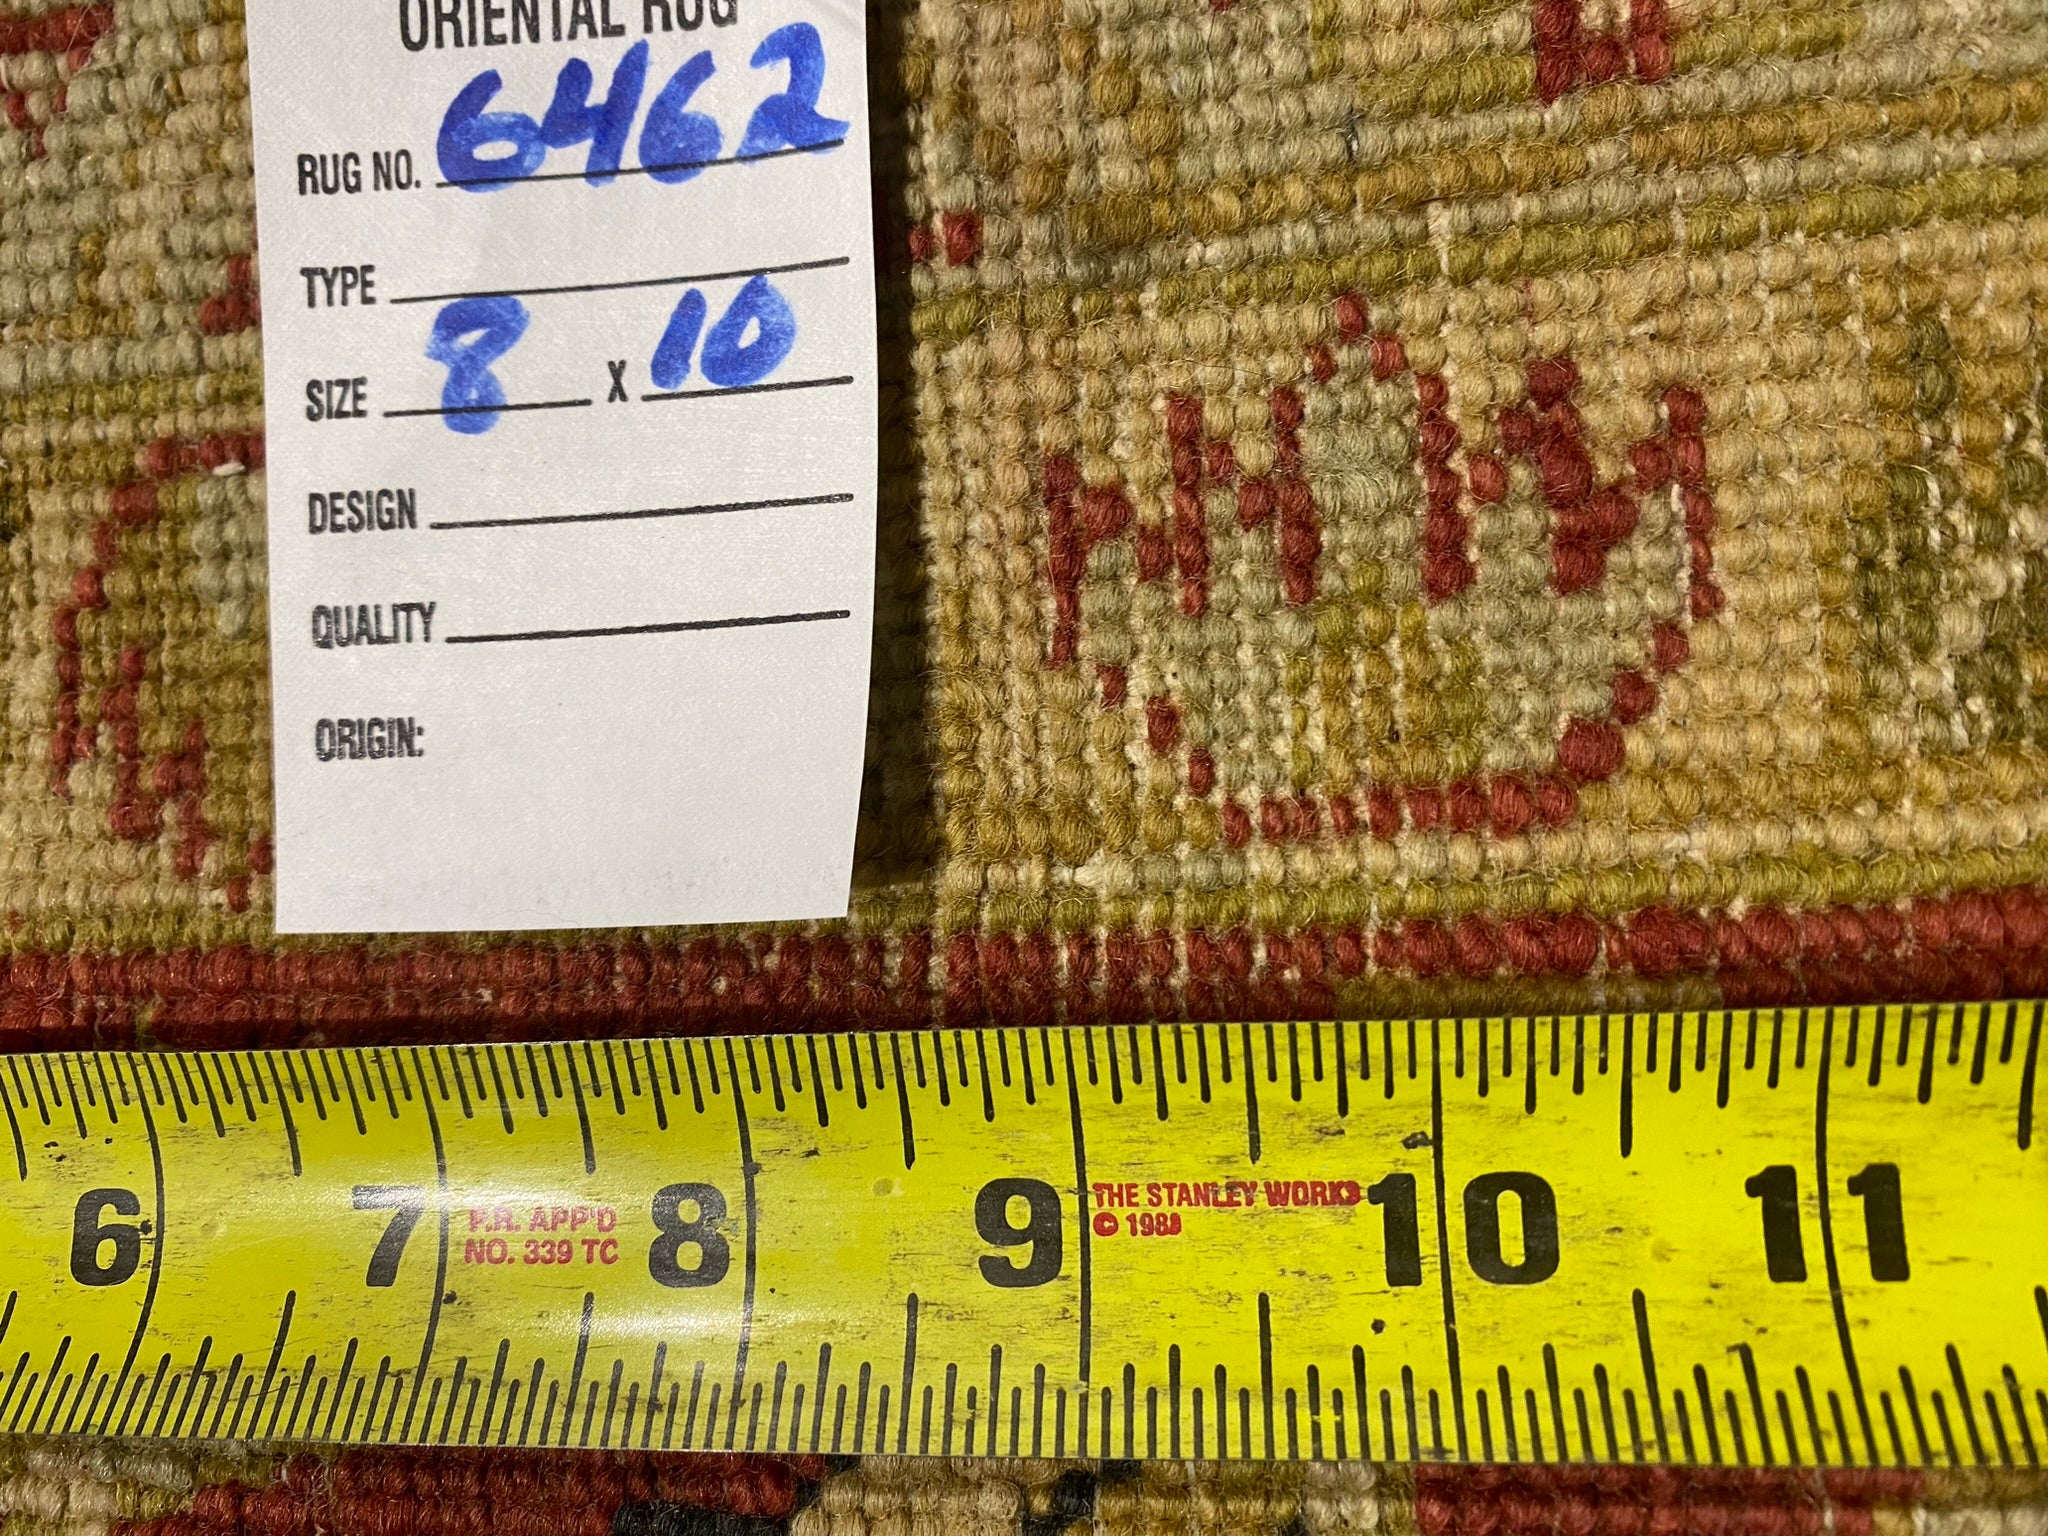 ORIENTAL RUG
RUG NO. 6462
TYPE
SIZE 8 X 10
DESIGN
QUALITY
ORIGIN:
6 7 8 9 10 11
P.R. APP'D
NO. 339 TC
THE STANLEY WORKS
© 1988